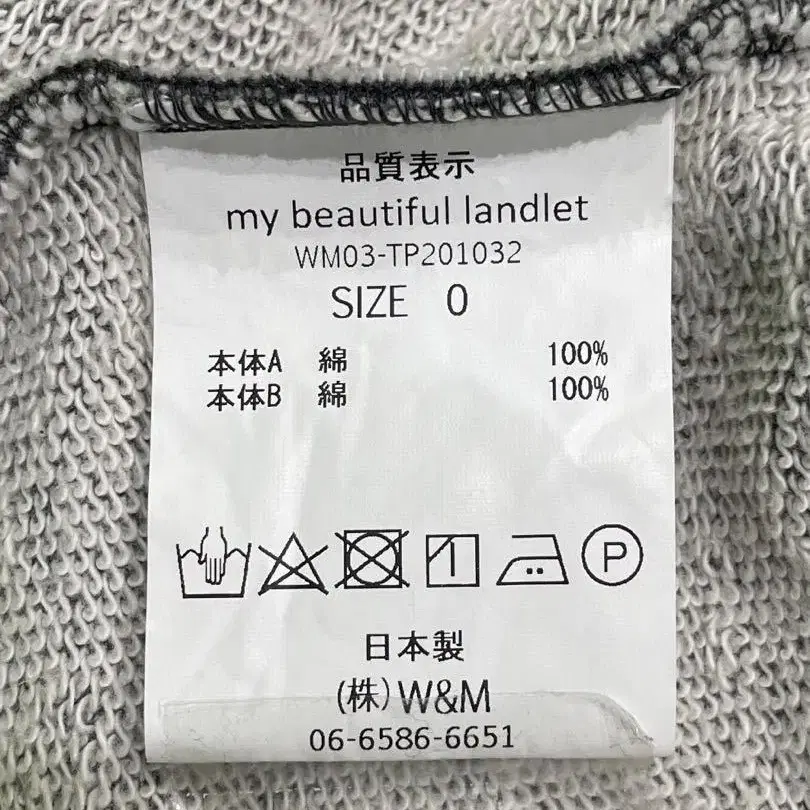 品質表示
my beautiful landlet
WM03-TP201032
SIZE 0
本体A 綿 100%
本体B 綿 100%
P
日本製
(株)W&M
06-6586-6651